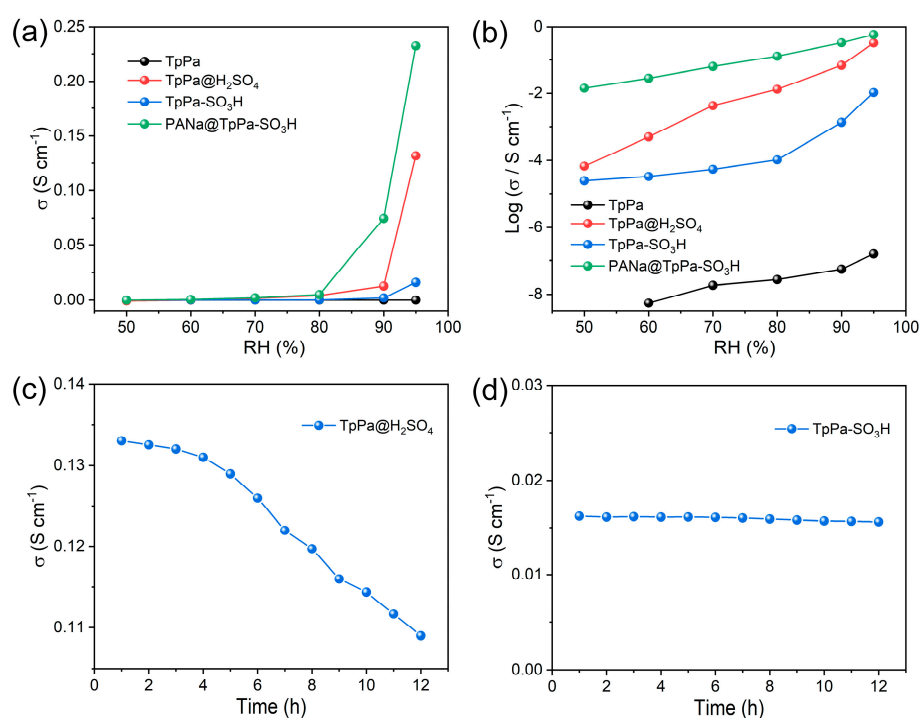 (a)
TpPa
TpPa@H₂SO₄
TpPa-SO₃H
PANa@TpPa-SO₃H
σ (S cm⁻¹)
0.25
0.20
0.15
0.10
0.05
0.00
50 60 70 80 90 100
RH (%)
(b)
Log (σ / S cm⁻¹)
0
-2
-4
-6
-8
TpPa
TpPa@H₂SO₄
TpPa-SO₃H
PANa@TpPa-SO₃H
50 60 70 80 90 100
RH (%)
(c)
TpPa@H₂SO₄
σ (S cm⁻¹)
0.14
0.13
0.12
0.11
0 2 4 6 8 10 12
Time (h)
(d)
TpPa-SO₃H
σ (S cm⁻¹)
0.03
0.02
0.01
0.00
0 2 4 6 8 10 12
Time (h)